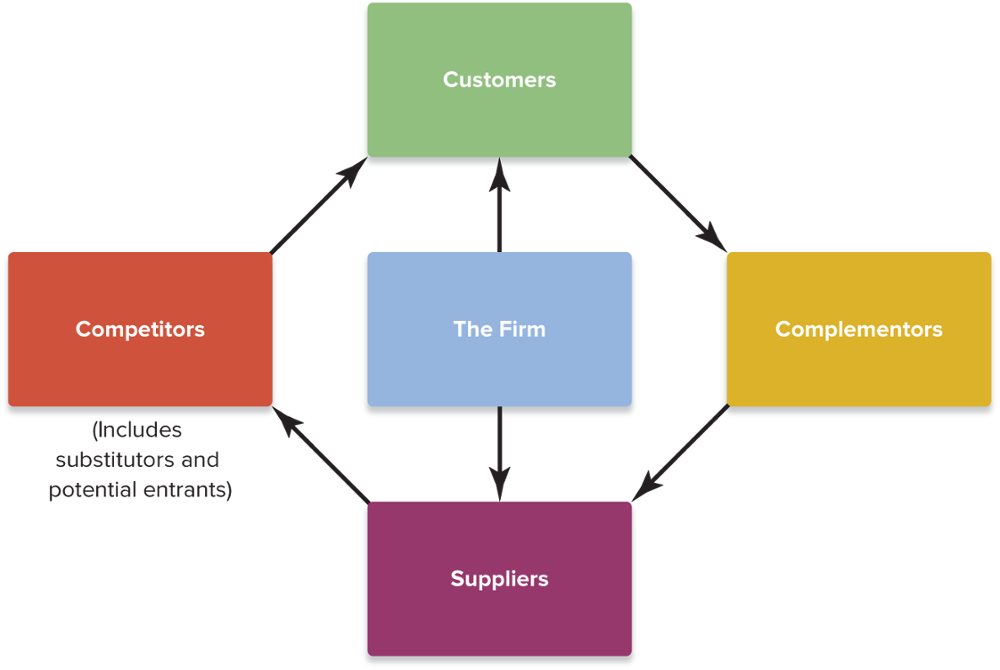 Customers
Competitors
The Firm
Complementors
(Includes
substitutors and
potential entrants)
Suppliers